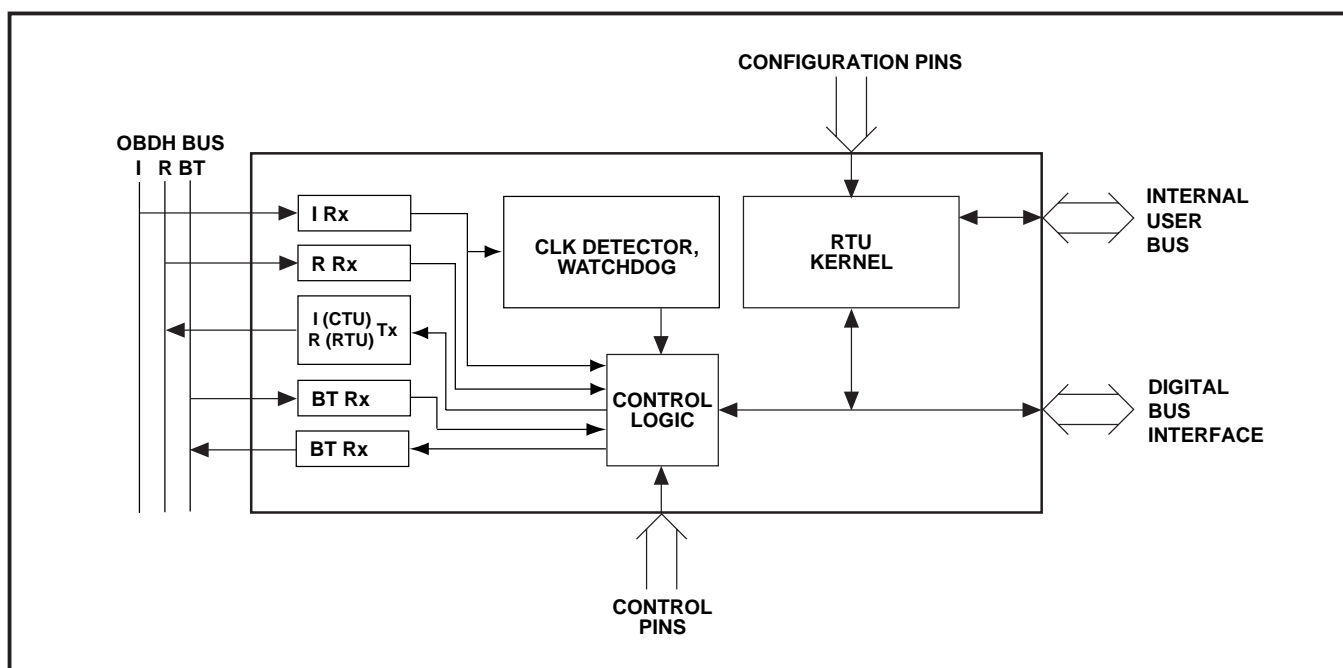 CONFIGURATION PINS
OBDH BUS
I R BT
I Rx
R Rx
I (CTU)
R (RTU) Tx
BT Rx
BT Rx
CLK DETECTOR,
WATCHDOG
RTU
KERNEL
CONTROL
LOGIC
INTERNAL
USER
BUS
DIGITAL
BUS
INTERFACE
CONTROL
PINS